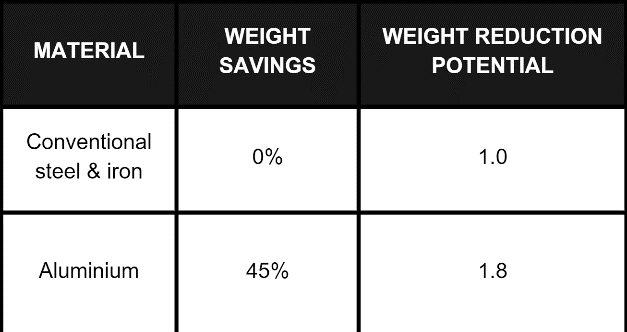 MATERIAL
WEIGHT
SAVINGS
WEIGHT REDUCTION
POTENTIAL
Conventional
steel & iron
0%
1.0
Aluminium
45%
1.8